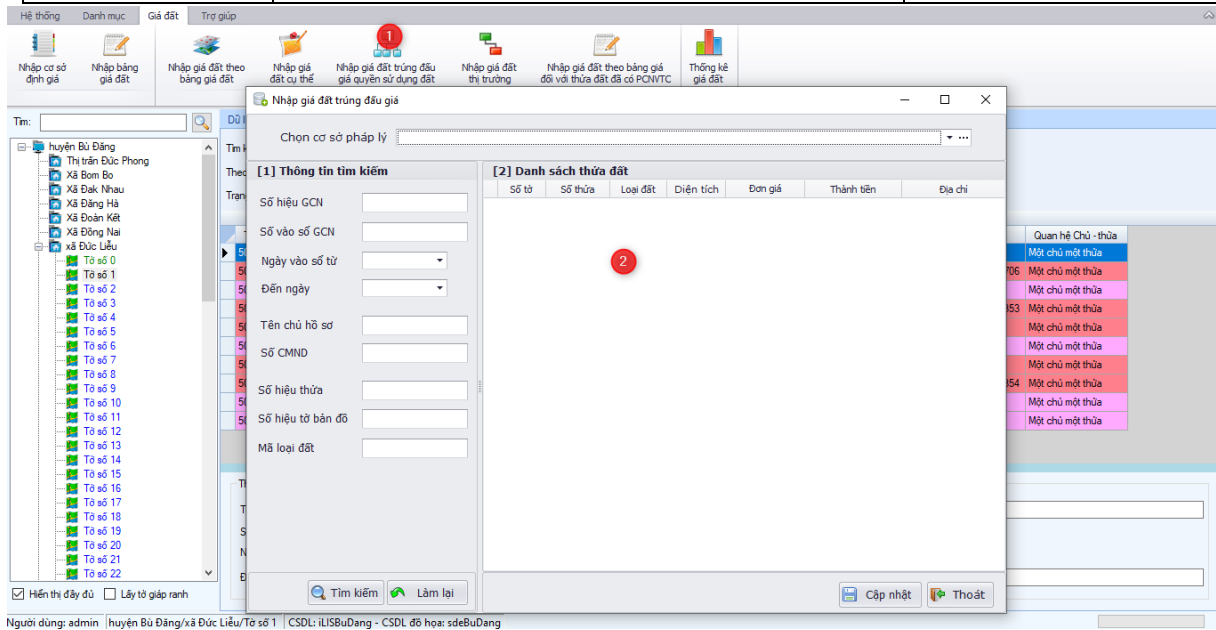 Hệ thống Danh mục Giá đất Trợ giúp
1
Nhập cơ sở định giá
Nhập bảng giá đất
Nhập giá đất theo bảng giá đất
Nhập giá đất cụ thể
Nhập giá đất trúng đấu giá quyền sử dụng đất
Nhập giá đất thị trường
Nhập giá đất theo bảng giá đối với thửa đất đã có PCNVTC
Thống kê giá đất
Tìm:
huyện Bù Đăng
Thị trấn Đức Phong
Xã Bom Bo
Xã Đak Nhau
Xã Đăng Hà
Xã Đoàn Kết
Xã Đồng Nai
xã Đức Liễu
Tờ số 0
Tờ số 1
Tờ số 2
Tờ số 3
Tờ số 4
Tờ số 5
Tờ số 6
Tờ số 7
Tờ số 8
Tờ số 9
Tờ số 10
Tờ số 11
Tờ số 12
Tờ số 13
Tờ số 14
Tờ số 15
Tờ số 16
Tờ số 17
Tờ số 18
Tờ số 19
Tờ số 20
Tờ số 21
Tờ số 22
Hiển thị đầy đủ Lấy tờ giáp ranh
Nhập giá đất trúng đấu giá
Chọn cơ sở pháp lý
[1] Thông tin tìm kiếm
Số hiệu GCN
Số vào sổ GCN
Ngày vào sổ từ
Đến ngày
Tên chủ hồ sơ
Số CMND
Số hiệu thửa
Số hiệu tờ bản đồ
Mã loại đất
Tìm kiếm Làm lại
[2] Danh sách thửa đất
Số tờ Số thửa Loại đất Diện tích Đơn giá Thành tiền Địa chỉ
2
Cập nhật Thoát
Quan hệ Chủ - thửa
Một chủ một thửa
706 Một chủ một thửa
Một chủ một thửa
353 Một chủ một thửa
Một chủ một thửa
Một chủ một thửa
Một chủ một thửa
354 Một chủ một thửa
Một chủ một thửa
Một chủ một thửa
Người dùng: admin huyện Bù Đăng/xã Đức Liễu/Tờ số 1 CSDL: iLISBuDang - CSDL đồ họa: sdeBuDang